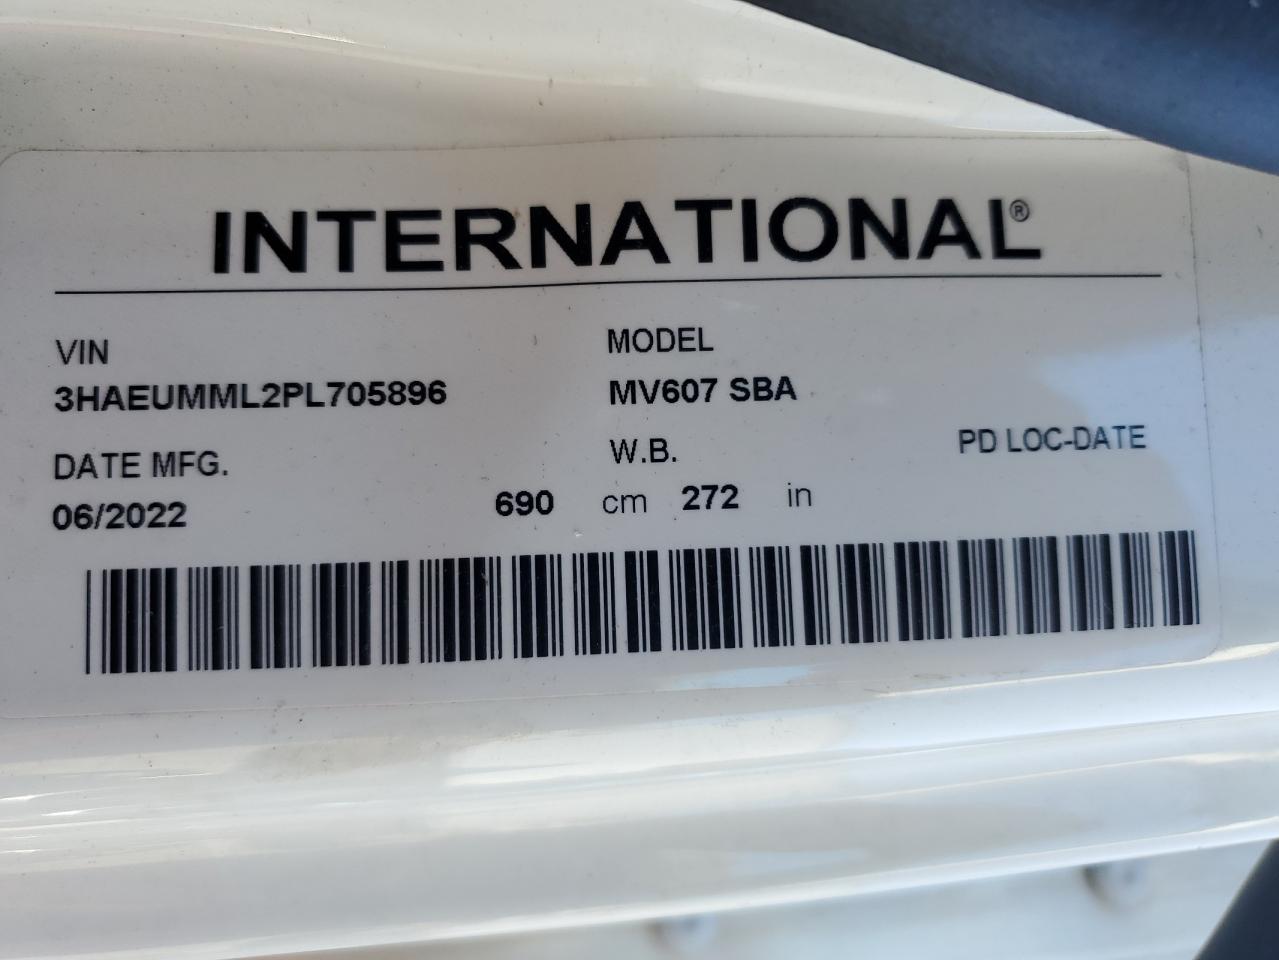 INTERNATIONAL®
VIN
3HAEUMML2PL705896
MODEL
MV607 SBA
DATE MFG.
06/2022
W.B.
690 cm 272 in
PD LOC-DATE